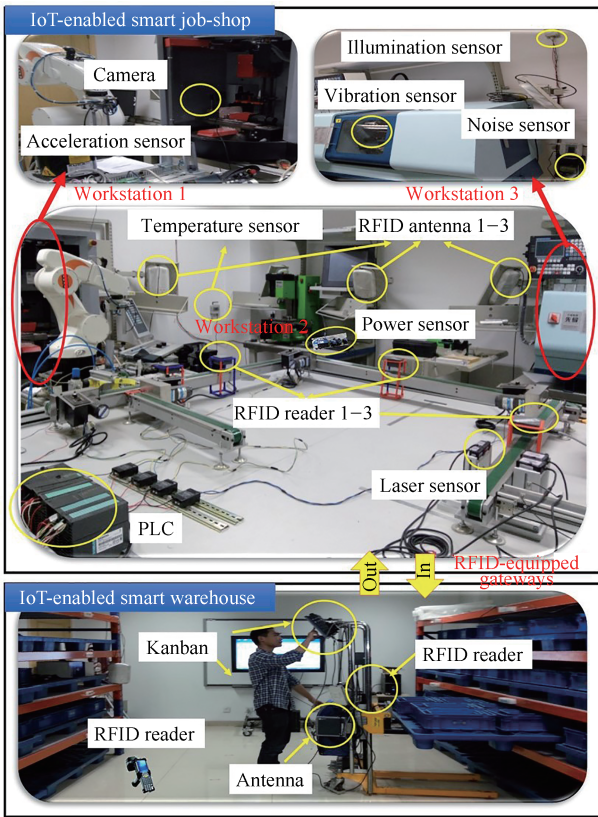 IoT-enabled smart job-shop
Camera
Acceleration sensor
Illumination sensor
Vibration sensor
Noise sensor
Workstation 1
Workstation 3
Temperature sensor
RFID antenna 1−3
Workstation 2
Power sensor
RFID reader 1−3
Laser sensor
PLC
Out
In
RFID-equipped
gateways
IoT-enabled smart warehouse
Kanban
RFID reader
RFID reader
Antenna